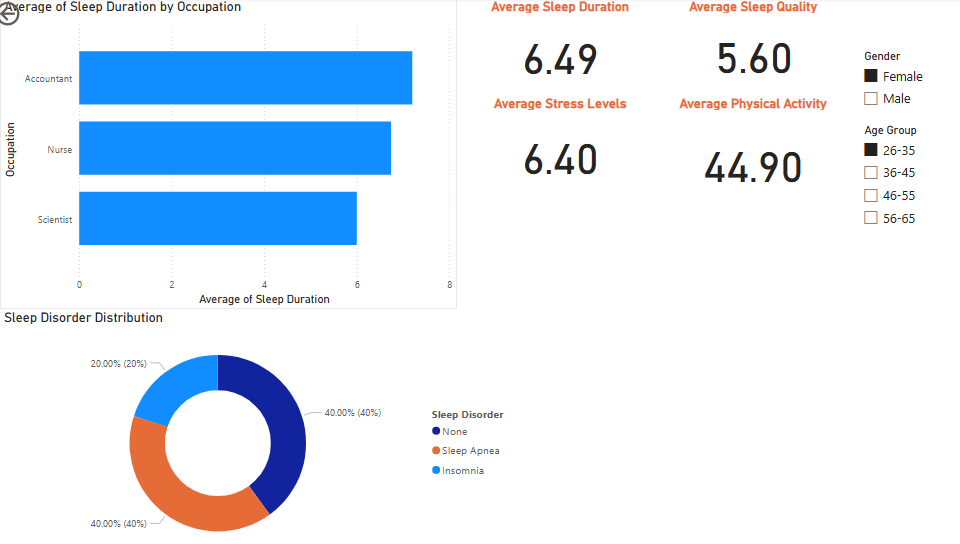 Average of Sleep Duration by Occupation
Occupation
Accountant
Nurse
Scientist
0 2 4 6 8
Average of Sleep Duration
Average Sleep Duration
6.49
Average Sleep Quality
5.60
Average Stress Levels
6.40
Average Physical Activity
44.90
Gender
Female
Male
Age Group
26-35
36-45
46-55
56-65
Sleep Disorder Distribution
20.00% (20%)
40.00% (40%)
40.00% (40%)
Sleep Disorder
None
Sleep Apnea
Insomnia